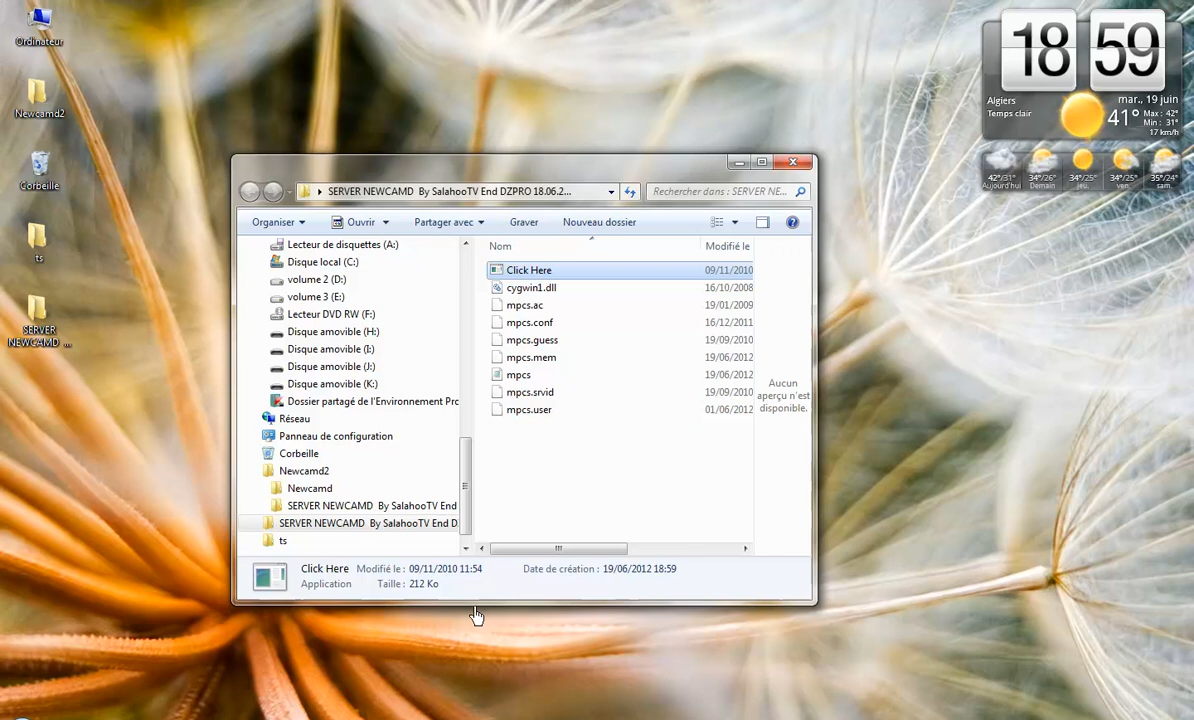 Ordinateur
Newcamd2
Corbeille
ts
SERVER
NEWCAMD ...
18 59
Algiers
Temps clair
mar., 19 juin
41°
Max : 42°
Min : 31°
17 km/h
42°/31° 34°/26° 34°/25° 34°/25° 35°/24°
Aujourd'hui Demain jeu. ven. sam.
SERVER NEWCAMD By SalahooTV End DZPRO 18.06.2...
Rechercher dans : SERVER NE...
Organiser Ouvrir Partager avec Graver Nouveau dossier
Lecteur de disquettes (A:)
Disque local (C:)
volume 2 (D:)
volume 3 (E:)
Lecteur DVD RW (F:)
Disque amovible (H:)
Disque amovible (I:)
Disque amovible (J:)
Disque amovible (K:)
Dossier partagé de l'Environnement Prc
Réseau
Panneau de configuration
Corbeille
Newcamd2
Newcamd
SERVER NEWCAMD By SalahooTV End
SERVER NEWCAMD By SalahooTV End D
ts
Nom Modifié le
Click Here 09/11/2010
cygwin1.dll 16/10/2008
mpcs.ac 19/01/2009
mpcs.conf 16/12/2011
mpcs.guess 19/09/2010
mpcs.mem 19/06/2012
mpcs 19/06/2012
mpcs.srvid 19/09/2010
mpcs.user 01/06/2012
Aucun
aperçu n'est
disponible.
Click Here Modifié le : 09/11/2010 11:54 Date de création : 19/06/2012 18:59
Application Taille : 212 Ko